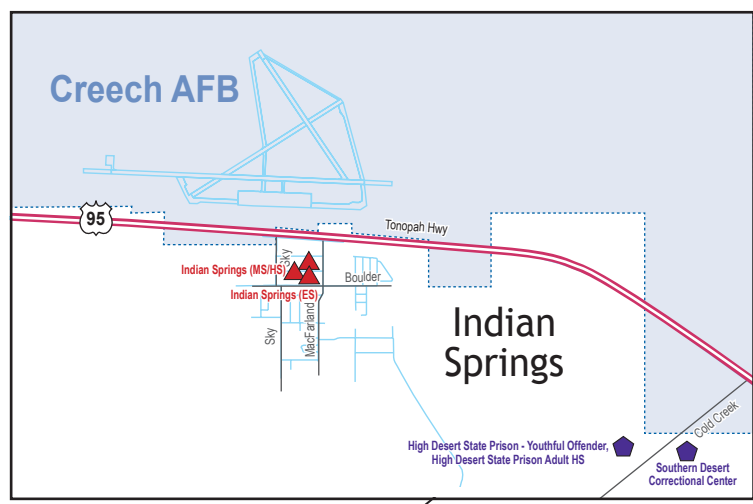 Creech AFB
95
Tonopah Hwy
Sky
Indian Springs (MS/HS)
Boulder
Indian Springs (ES)
Sky
MacFarland
Indian
Springs
Cold Creek
High Desert State Prison - Youthful Offender,
High Desert State Prison Adult HS
Southern Desert
Correctional Center